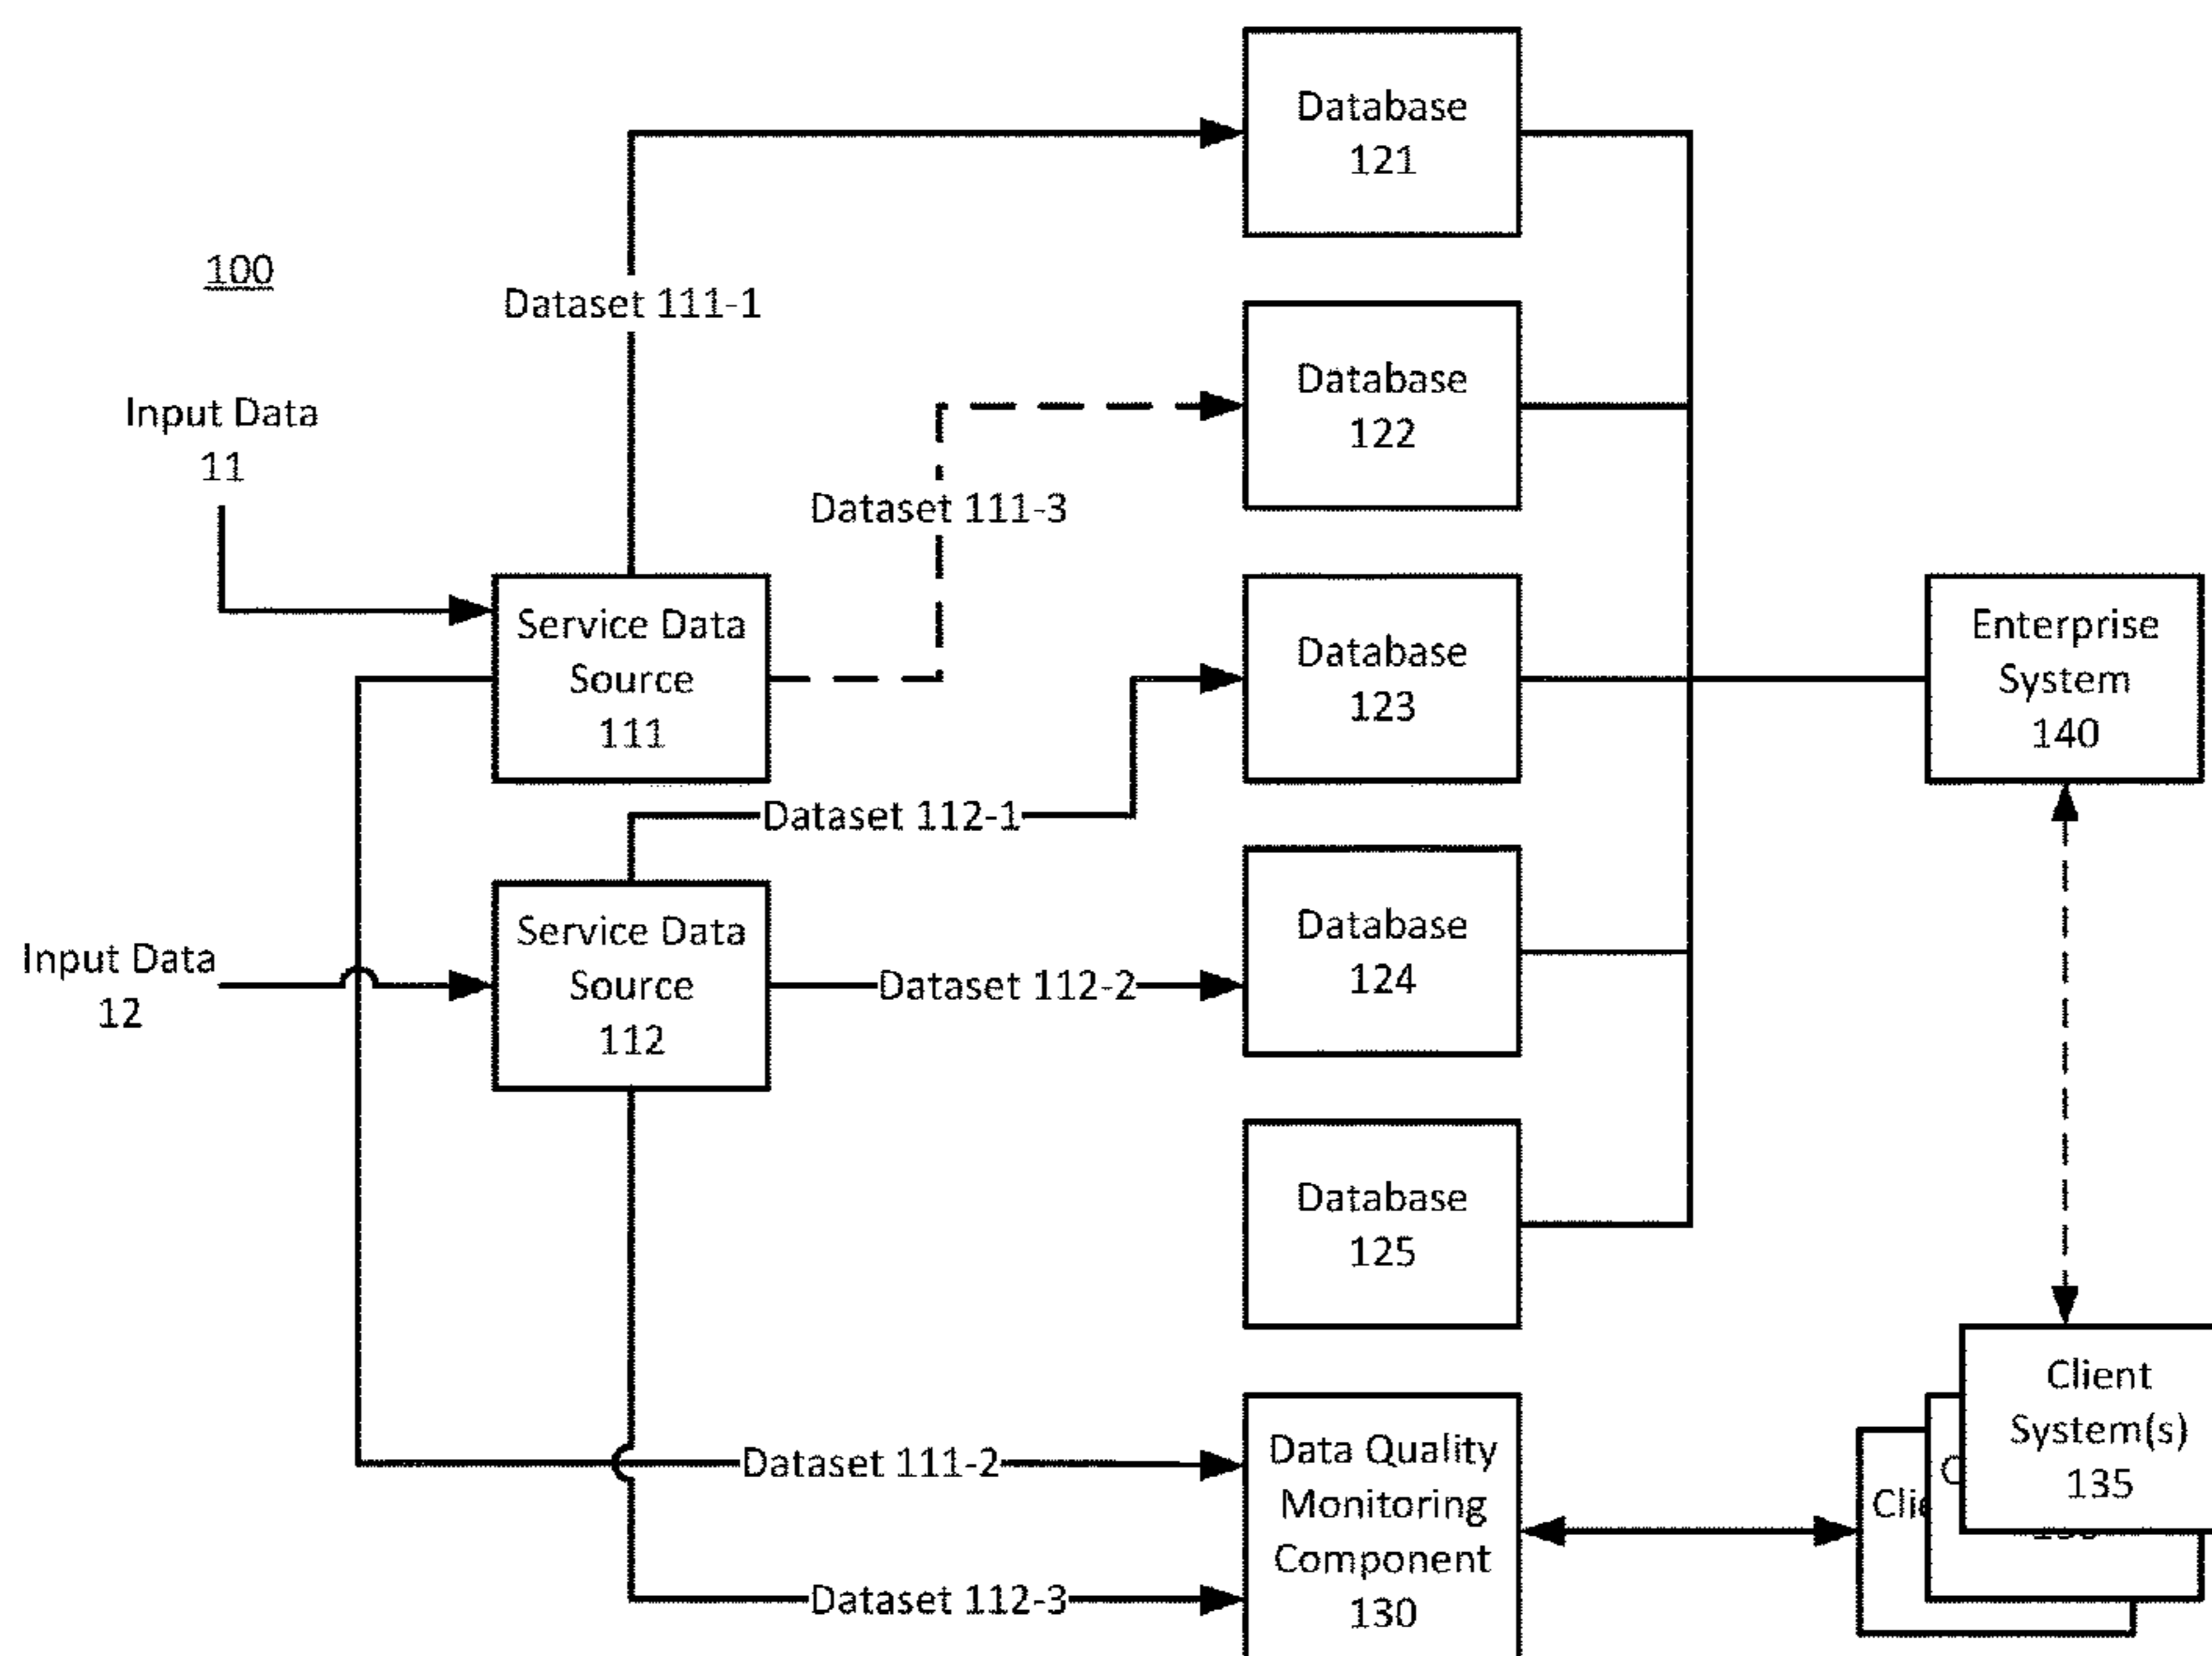 Database
121
100
Dataset 111-1
Database
122
Input Data
11
Dataset 111-3
Service Data
Source
111
Database
123
Enterprise
System
140
Dataset 112-1
Service Data
Source
112
Input Data
12
Dataset 112-2
Database
124
Database
125
Dataset 111-2
Dataset 112-3
Data Quality
Monitoring
Component
130
Client
System(s)
135